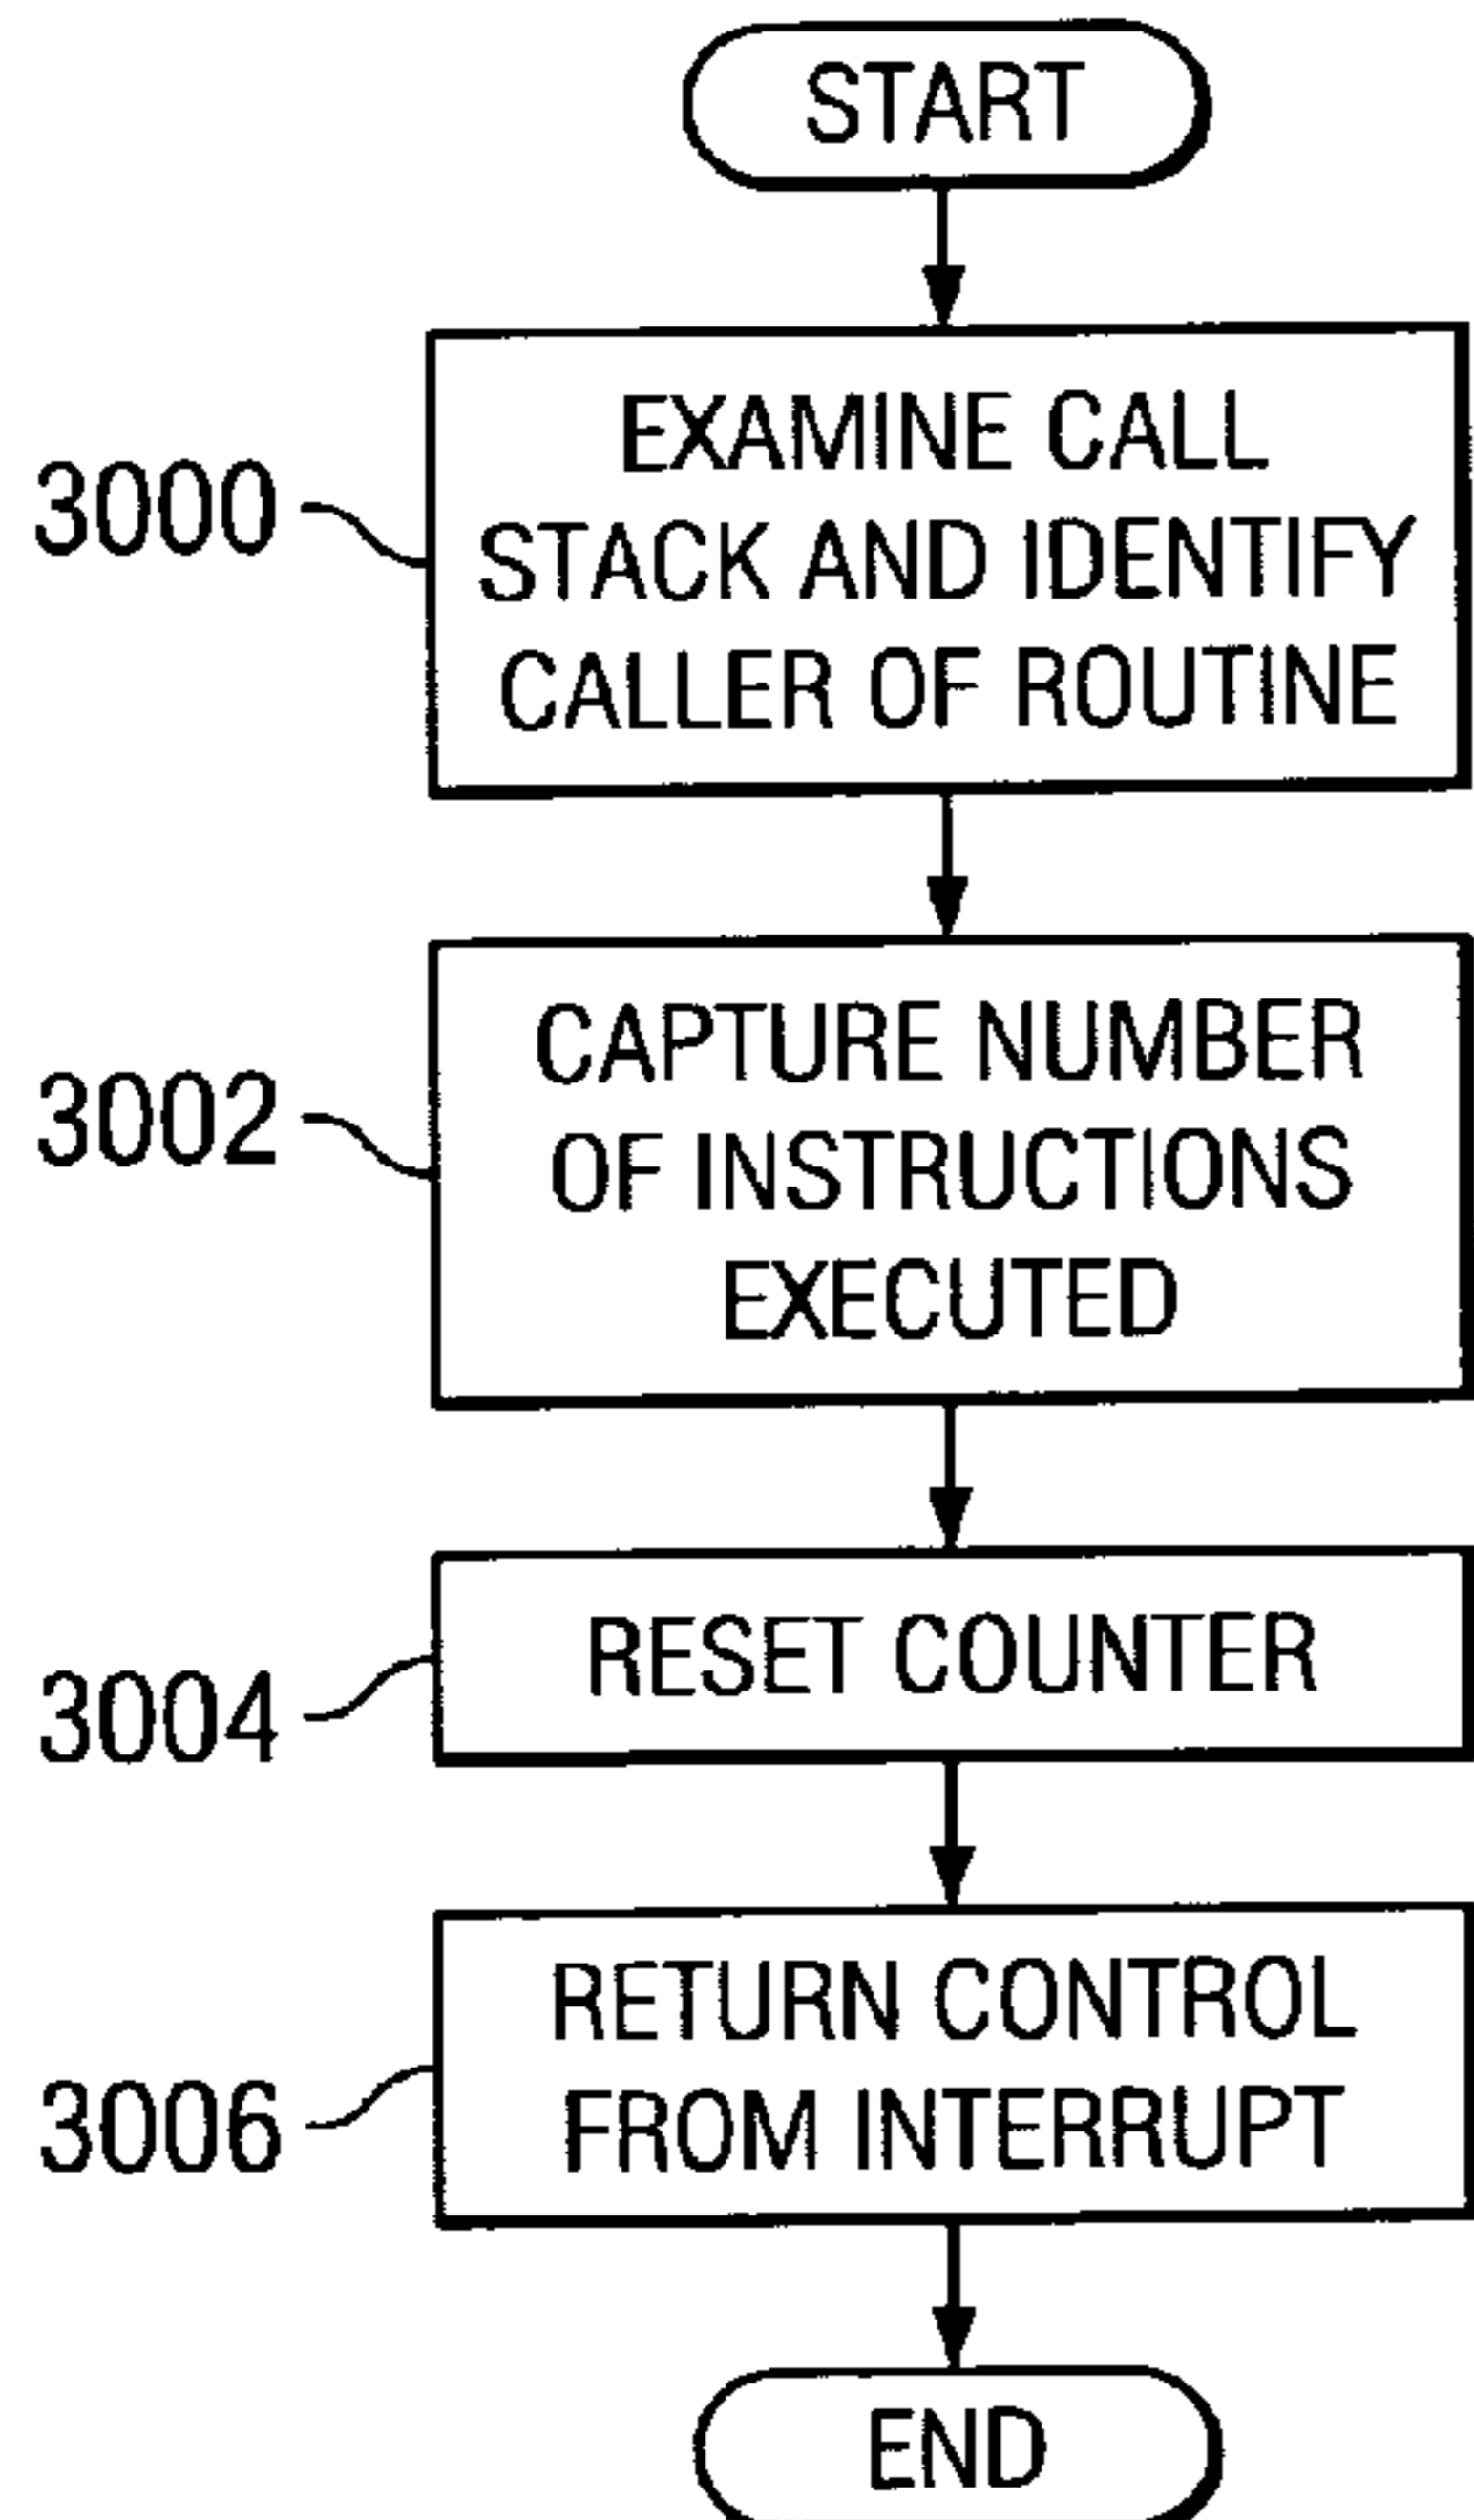 START
3000
EXAMINE CALL
STACK AND IDENTIFY
CALLER OF ROUTINE
3002
CAPTURE NUMBER
OF INSTRUCTIONS
EXECUTED
3004
RESET COUNTER
3006
RETURN CONTROL
FROM INTERRUPT
END